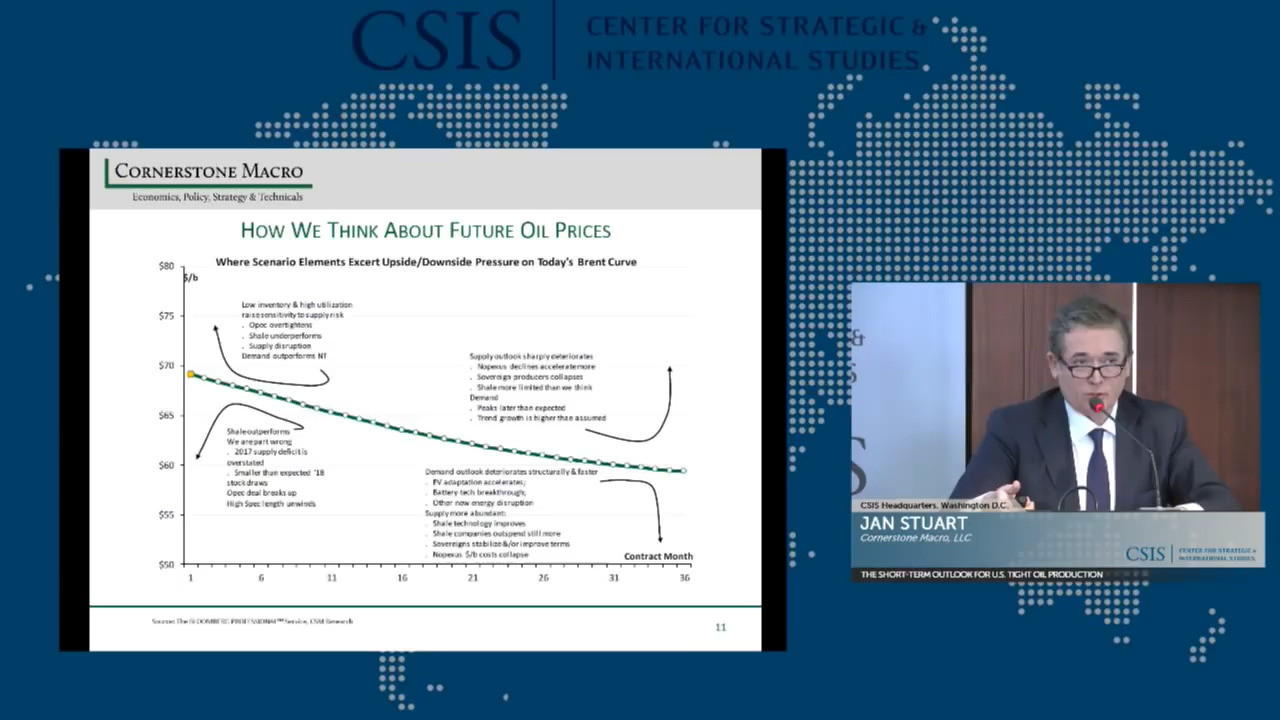 CSIS
CENTER FOR STRATEGIC &
INTERNATIONAL STUDIES
CORNERSTONE MACRO
Economics, Policy, Strategy & Technicals
HOW WE THINK ABOUT FUTURE OIL PRICES
Where Scenario Elements Excert Upside/Downside Pressure on Today's Brent Curve
$/b
$80
$75
$70
$65
$60
$55
$50
Low inventory & high utilization
raise sensitivity to supply risk
. Opec overtightens
. Shale underperforms
. Supply disruption
Demand outperforms NT
Supply outlook sharply deteriorates
. Nopexus declines accelerate more
. Sovereign producers collapses
. Shale more limited than we think
Demand
. Peaks later than expected
. Trend growth is higher than assumed
Shale outperforms
We are part wrong
. 2017 supply deficit is
overstated
. Smaller than expected '18
stock draws
Opec deal breaks up
High Spec length unwinds
Demand outlook deteriorates structurally & faster
. EV adaptation accelerates;
. Battery tech breakthrough;
. Other new energy disruption
Supply more abundant:
. Shale technology improves
. Shale companies outspend still more
. Sovereigns stabilize &/or improve terms
. Nopexus $/b costs collapse
Contract Month
1 6 11 16 21 26 31 36
Source: The BLOOMBERG PROFESSIONAL™ Service, CSM Research
11
&
S
S
CSIS Headquarters, Washington D.C.
JAN STUART
Cornerstone Macro, LLC
CSIS
CENTER FOR STRATEGIC &
INTERNATIONAL STUDIES
THE SHORT-TERM OUTLOOK FOR U.S. TIGHT OIL PRODUCTION